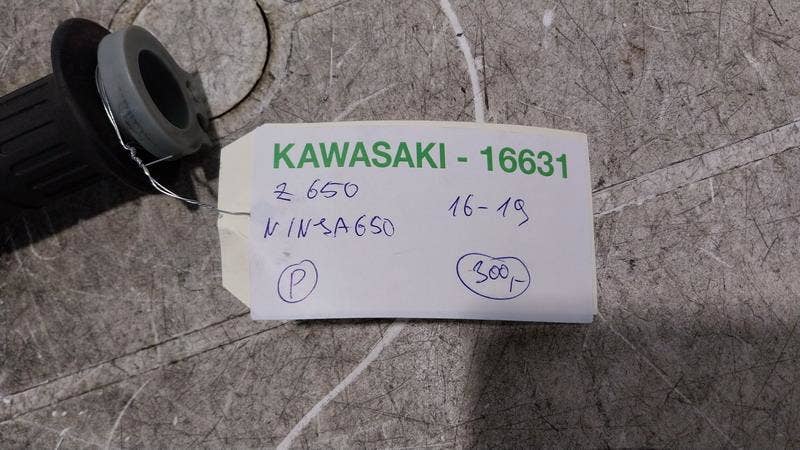 KAWASAKI - 16631
Z 650
NINJA650 16-19
P 300,-